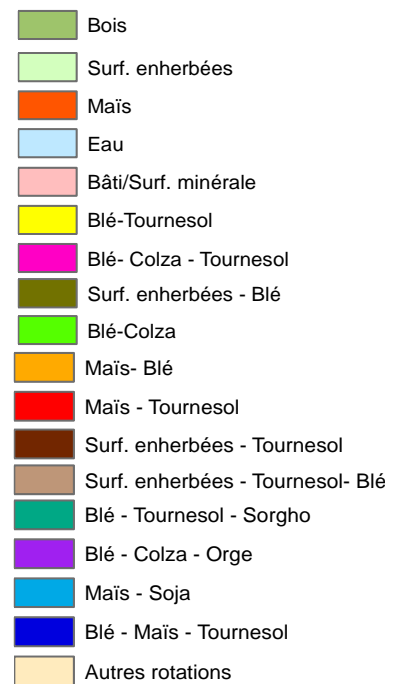 Bois
Surf. enherbées
Maïs
Eau
Bâti/Surf. minérale
Blé-Tournesol
Blé- Colza - Tournesol
Surf. enherbées - Blé
Blé-Colza
Maïs- Blé
Maïs - Tournesol
Surf. enherbées - Tournesol
Surf. enherbées - Tournesol- Blé
Blé - Tournesol - Sorgho
Blé - Colza - Orge
Maïs - Soja
Blé - Maïs - Tournesol
Autres rotations